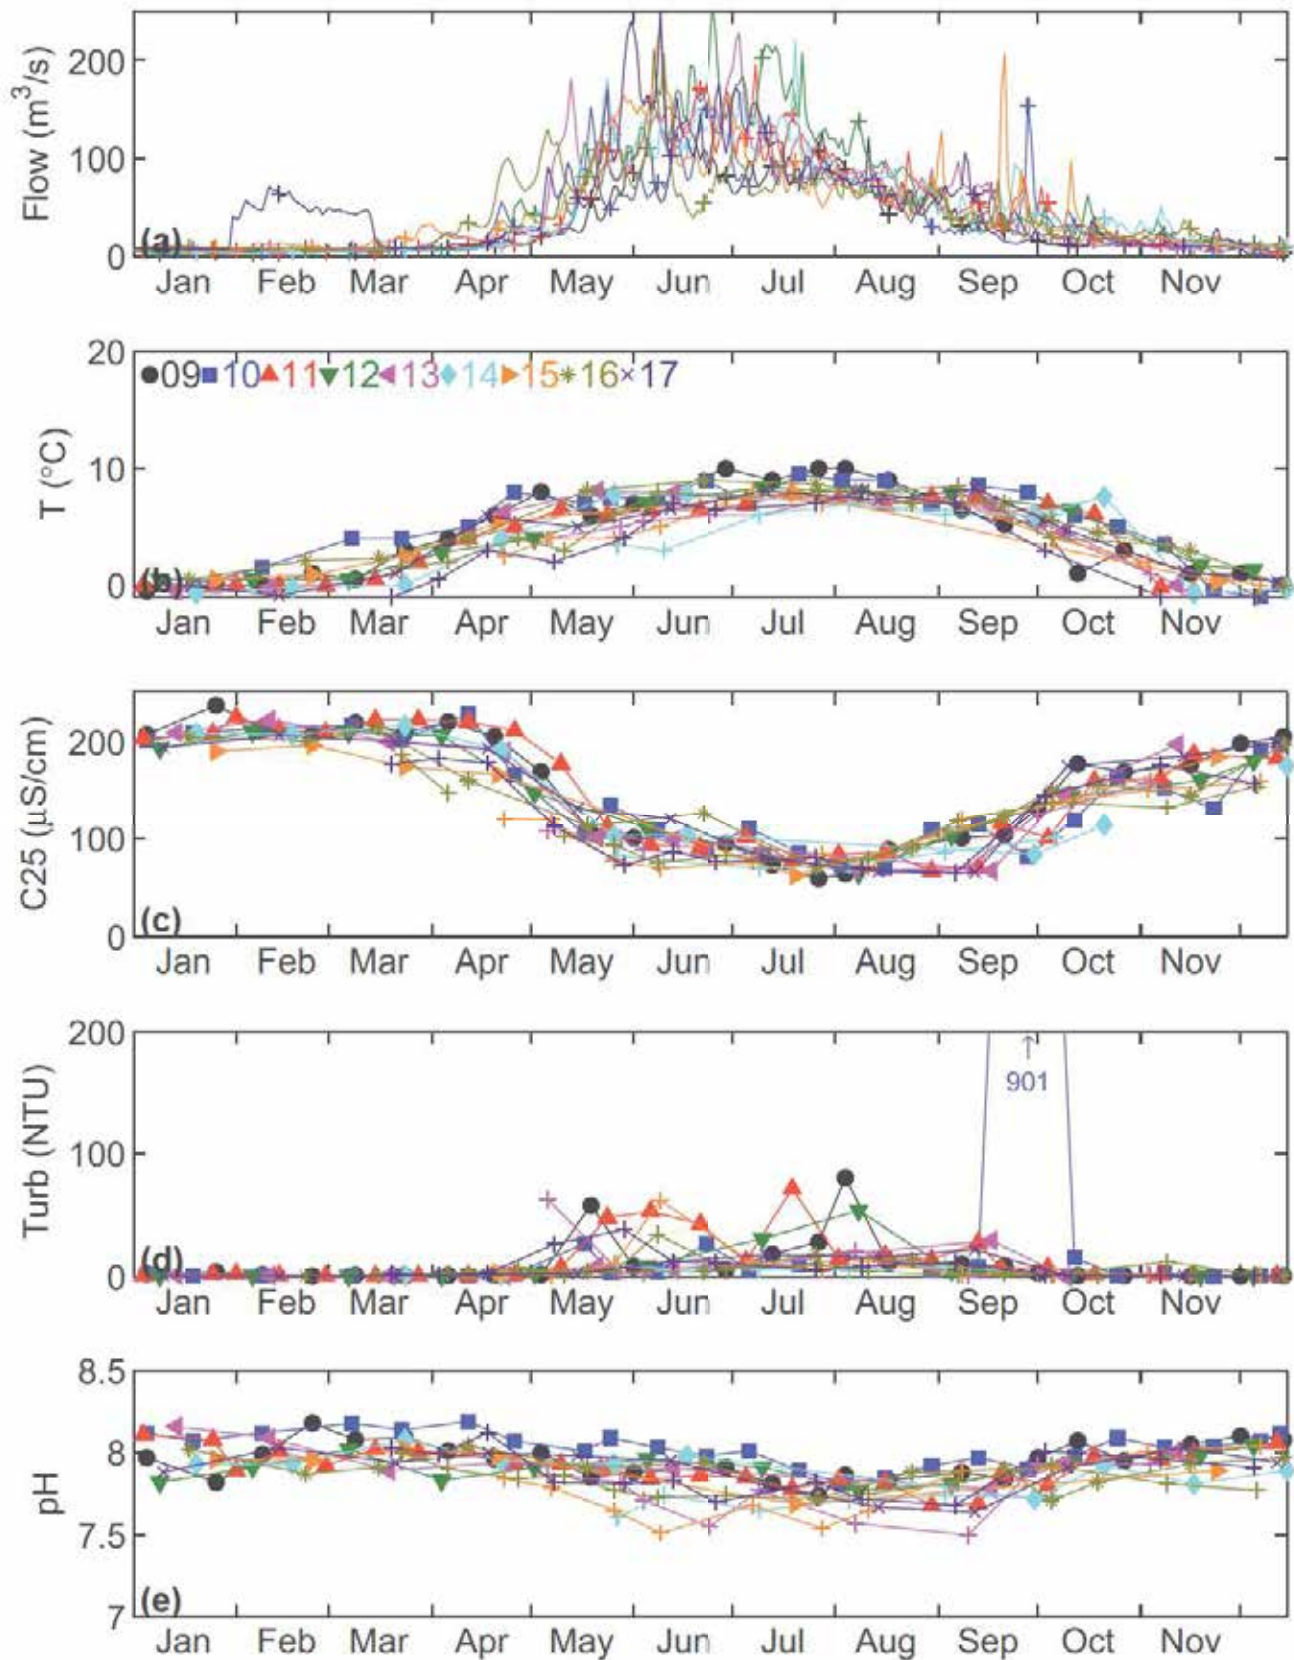 Flow (m³/s)
200
100
0
(a)
Jan Feb Mar Apr May Jun Jul Aug Sep Oct Nov
T (°C)
20
09 10 11 12 13 14 15 16 17
10
0
(b)
Jan Feb Mar Apr May Jun Jul Aug Sep Oct Nov
C25 (µS/cm)
200
100
0
(c)
Jan Feb Mar Apr May Jun Jul Aug Sep Oct Nov
Turb (NTU)
200
↑
901
100
0
(d)
Jan Feb Mar Apr May Jun Jul Aug Sep Oct Nov
pH
8.5
8
7.5
7
(e)
Jan Feb Mar Apr May Jun Jul Aug Sep Oct Nov